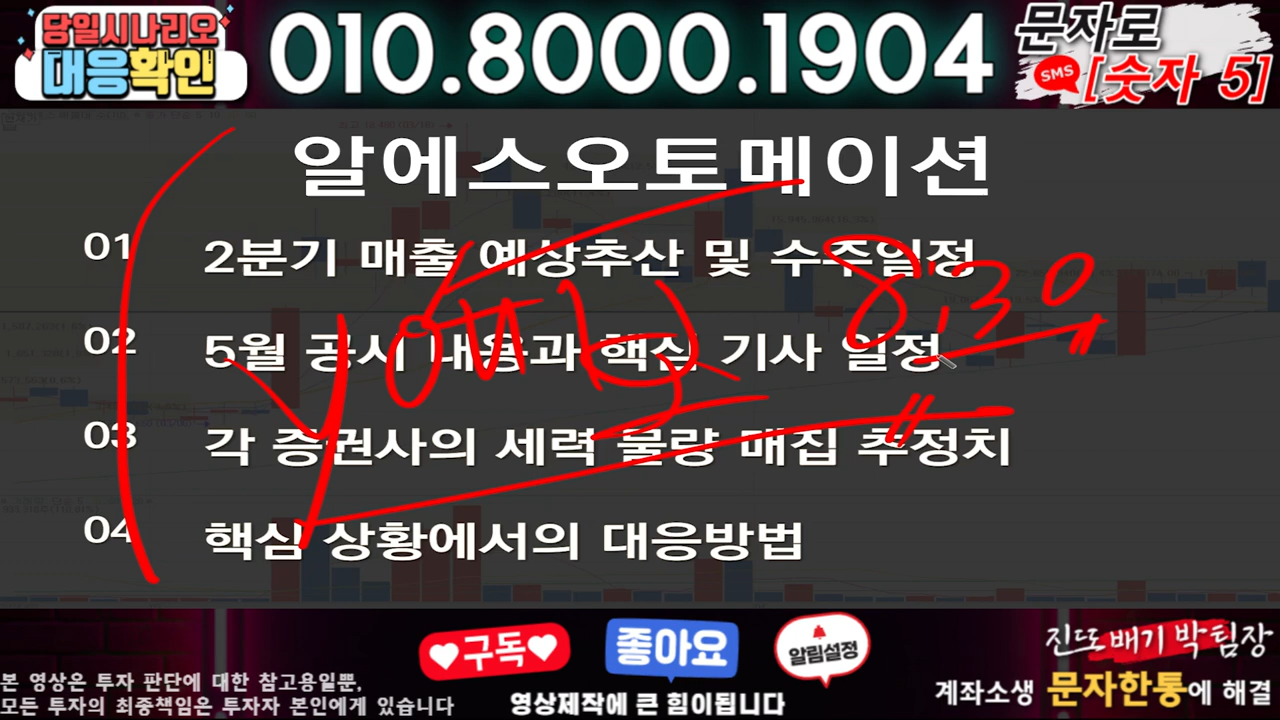 당일시나리오
대응확인
010.8000.1904
문자로
SMS [숫자 5]
알에스오토메이션
01 2분기 매출 예상추산 및 수주일정
02 5월 공시 내용과 핵심 기사 일정
03 각 증권사의 세력 물량 매집 추정치
04 핵심 상황에서의 대응방법
8:30
구독
좋아요
알림설정
본 영상은 투자 판단에 대한 참고용일뿐,
모든 투자의 최종책임은 투자자 본인에게 있습니다
영상제작에 큰 힘이됩니다
진또배기 박팀장
계좌소생 문자한통에 해결